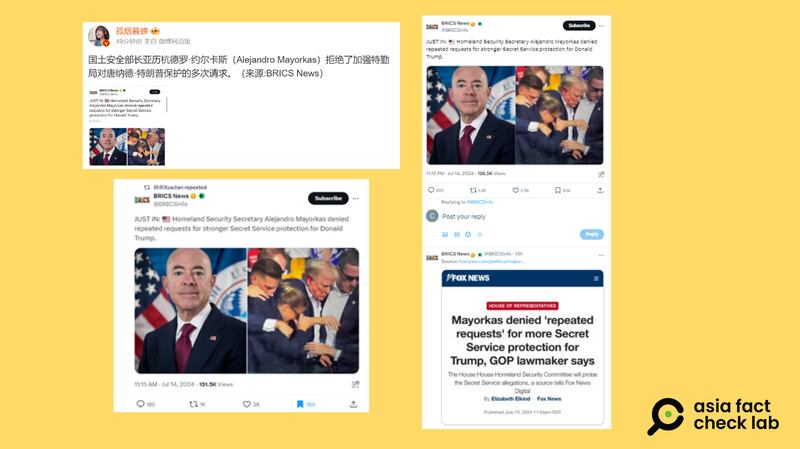 孤烟暮蝉
49分钟前 来自 微博网页版
国土安全部长亚历杭德罗·约尔卡斯（Alejandro Mayorkas）拒绝了加强特勤
局对唐纳德·特朗普保护的多次请求。（来源:BRICS News）
BRICS News
JUST IN: Homeland Security Secretary
Alejandro Mayorkas denied repeated requests
for stronger Secret Service protection
for Donald Trump.
repeated
BRICS News
@BRICSinfo
Subscribe
JUST IN: Homeland Security Secretary Alejandro Mayorkas denied
repeated requests for stronger Secret Service protection for Donald
Trump.
11:15 AM · Jul 14, 2024 · 131.5K Views
165 1K 3K 184
BRICS News
@BRICSinfo
Subscribe
JUST IN: Homeland Security Secretary Alejandro Mayorkas denied
repeated requests for stronger Secret Service protection for Donald
Trump.
11:15 PM · Jul 14, 2024 · 156.5K Views
205 1.2K 3.5K 204
Replying to @BRICSinfo
C Post your reply
Reply
BRICS News @BRICSinfo · 15h
Source: foxnews.com/politics/mayor...
FOX NEWS
HOUSE OF REPRESENTATIVES
Mayorkas denied 'repeated
requests' for more Secret
Service protection for
Trump, GOP lawmaker says
The House House Homeland Security Committee will probe
the Secret Service allegations, a source tells Fox News
Digital
By Elizabeth Elkind · Fox News
Published July 13, 2024 11:04pm EDT
asia fact
check lab